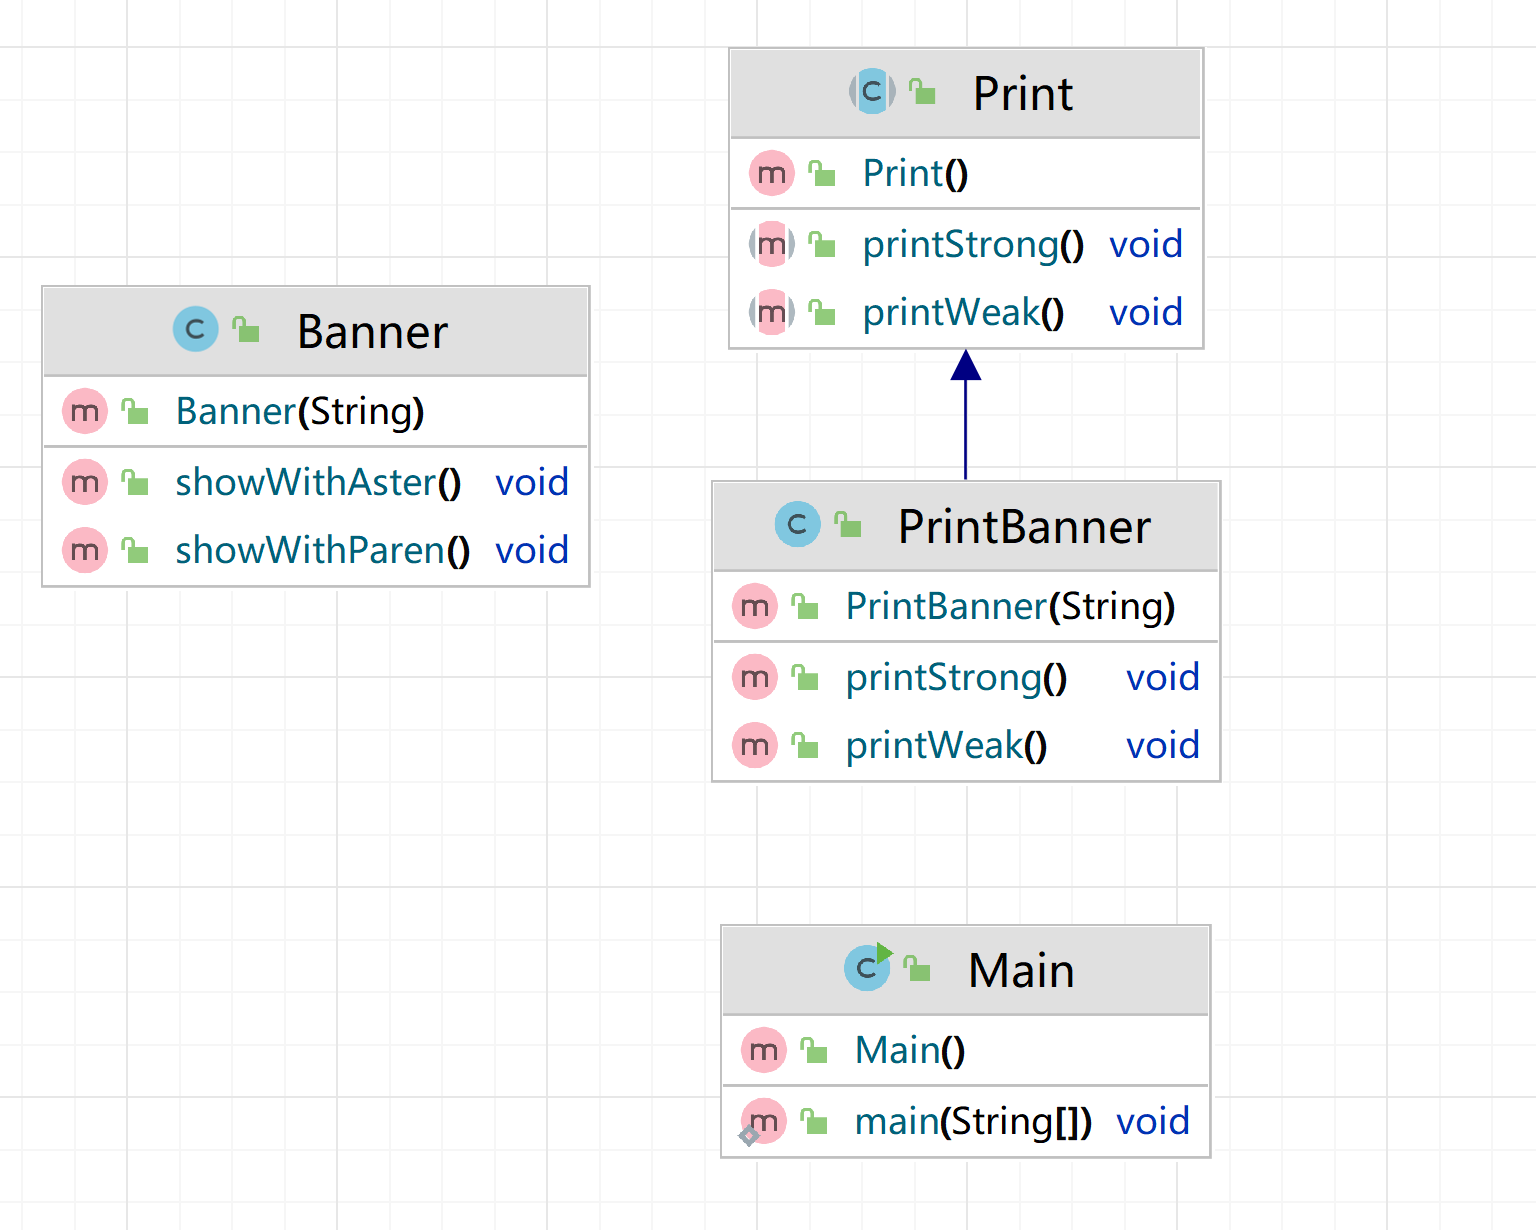 Print
Print()
printStrong() void
printWeak() void
Banner
Banner(String)
showWithAster() void
showWithParen() void
PrintBanner
PrintBanner(String)
printStrong() void
printWeak() void
Main
Main()
main(String[]) void